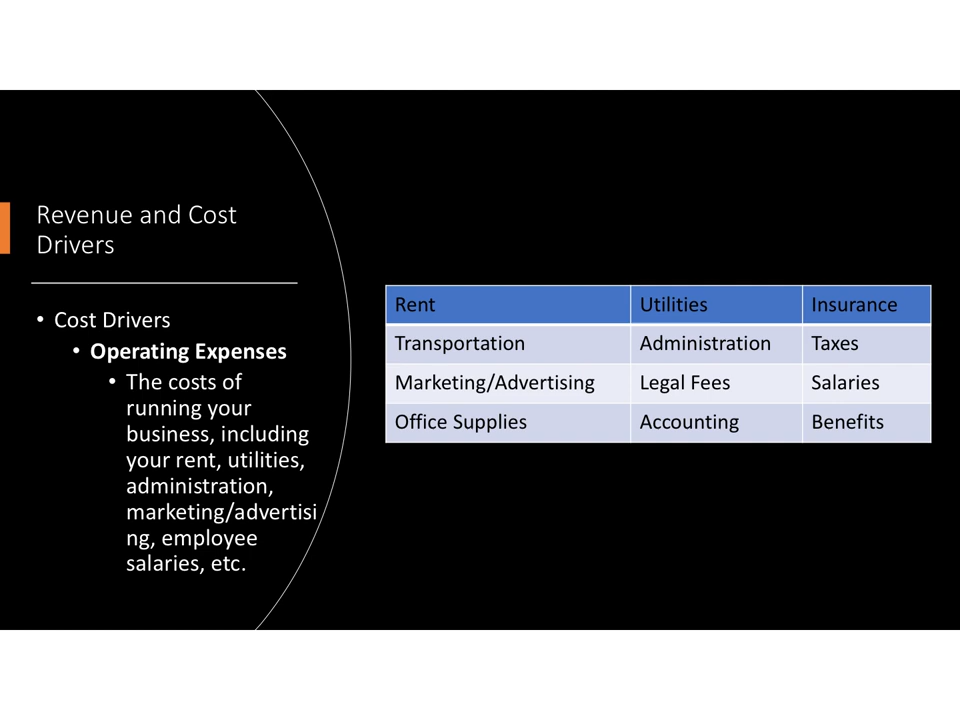 Revenue and Cost
Drivers
• Cost Drivers
• Operating Expenses
• The costs of
running your
business, including
your rent, utilities,
administration,
marketing/advertisi
ng, employee
salaries, etc.
Rent Utilities Insurance
Transportation Administration Taxes
Marketing/Advertising Legal Fees Salaries
Office Supplies Accounting Benefits